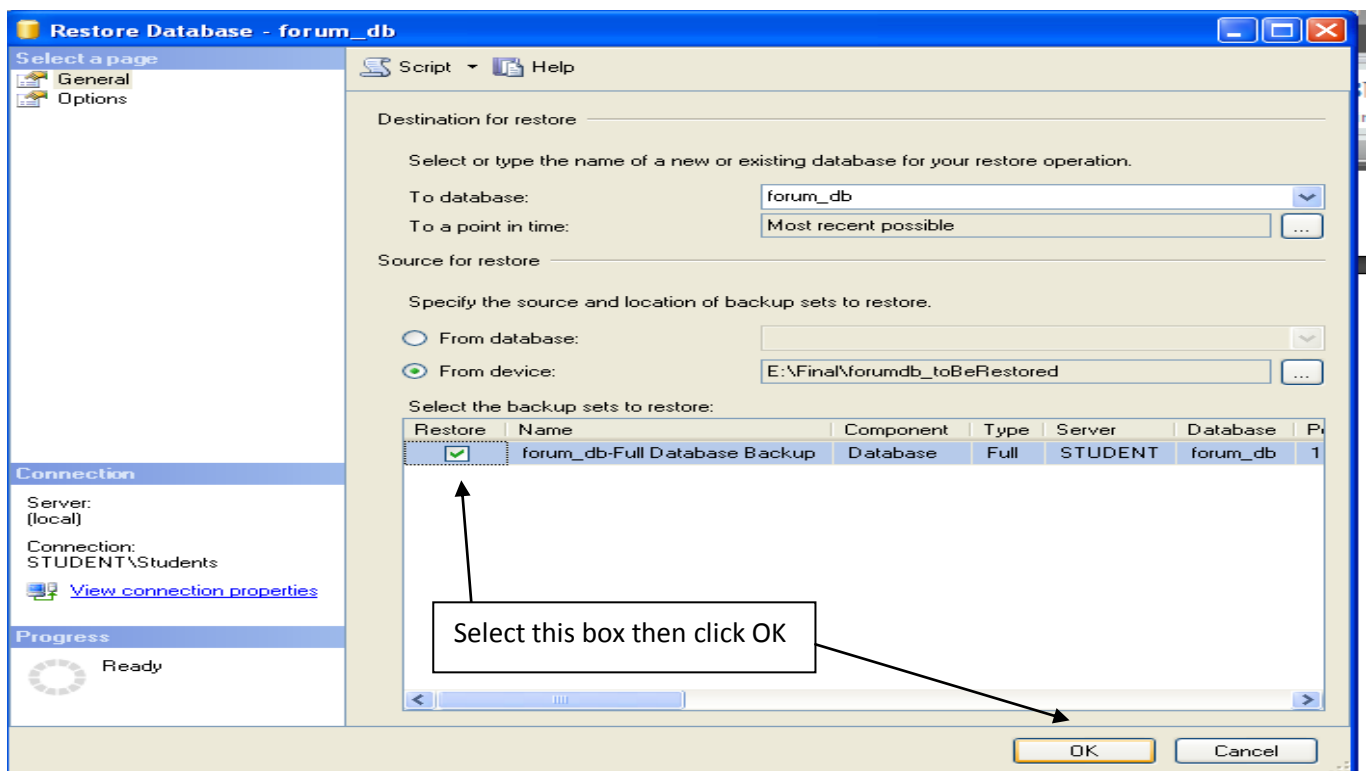 Restore Database - forum_db
Select a page
General
Options
Script Help
Destination for restore
Select or type the name of a new or existing database for your restore operation.
To database: forum_db
To a point in time: Most recent possible ...
Source for restore
Specify the source and location of backup sets to restore.
From database:
From device: E:\Final\forumdb_toBeRestored ...
Select the backup sets to restore:
Restore Name Component Type Server Database
forum_db-Full Database Backup Database Full STUDENT forum_db 1
Connection
Server:
(local)
Connection:
STUDENT\Students
View connection properties
Progress
Ready
Select this box then click OK
OK Cancel